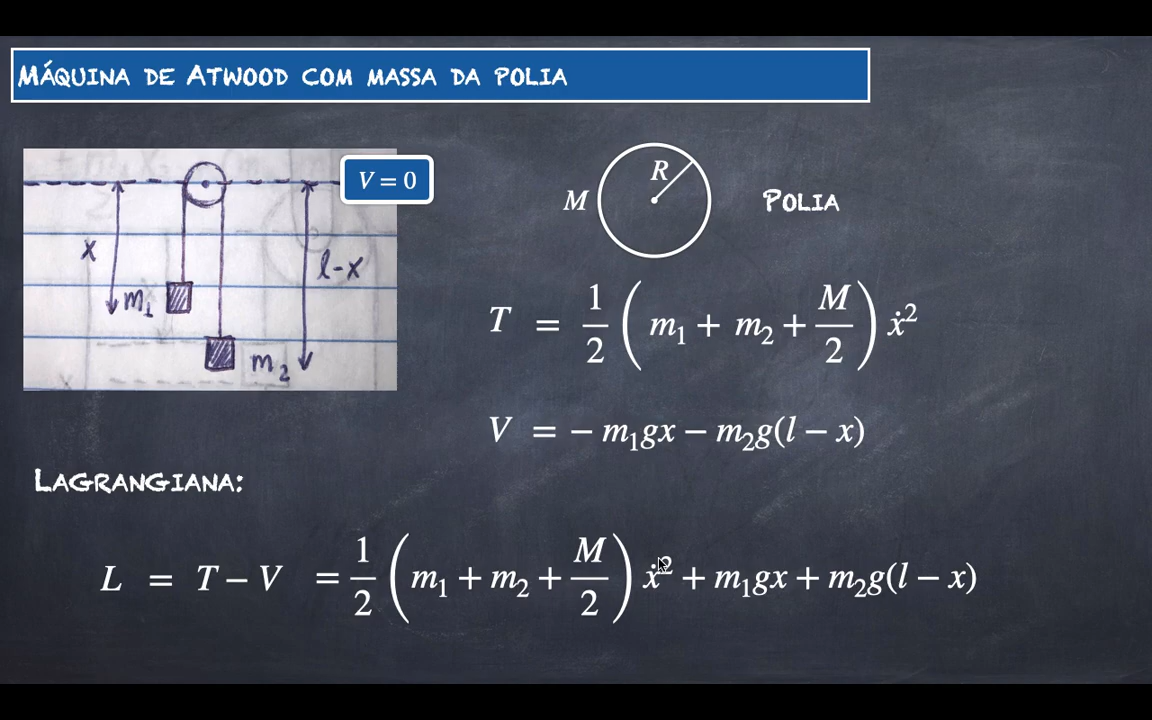 Máquina de Atwood com massa da polia
V = 0
x
l-x
m₁
m₂
R
M
Polia
T = 1/2 ( m₁ + m₂ + M/2 ) ẋ²
V = − m₁gx − m₂g(l − x)
Lagrangiana:
L = T − V = 1/2 ( m₁ + m₂ + M/2 ) ẋ² + m₁gx + m₂g(l − x)